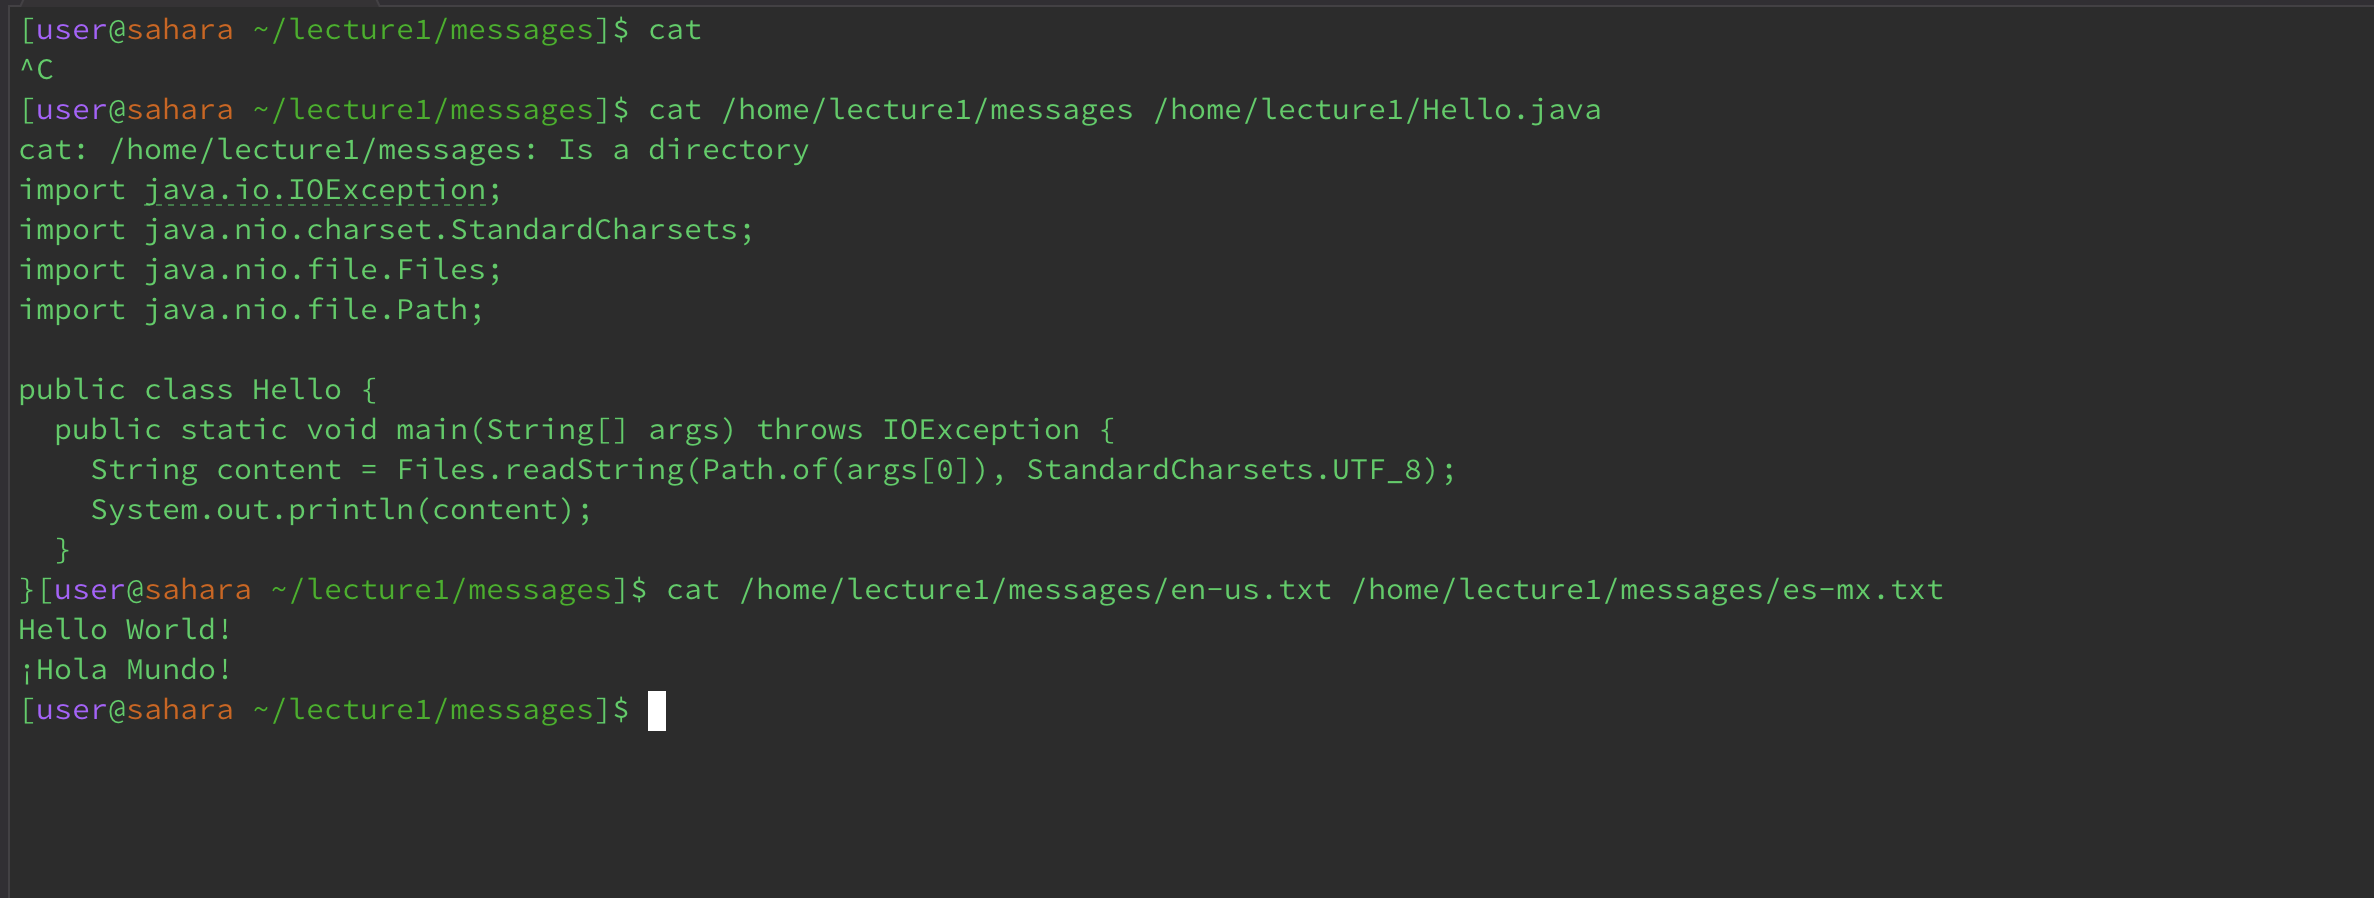 [user@sahara ~/lecture1/messages]$ cat
^C
[user@sahara ~/lecture1/messages]$ cat /home/lecture1/messages /home/lecture1/Hello.java
cat: /home/lecture1/messages: Is a directory
import java.io.IOException;
import java.nio.charset.StandardCharsets;
import java.nio.file.Files;
import java.nio.file.Path;

public class Hello {
  public static void main(String[] args) throws IOException {
    String content = Files.readString(Path.of(args[0]), StandardCharsets.UTF_8);
    System.out.println(content);
  }
}[user@sahara ~/lecture1/messages]$ cat /home/lecture1/messages/en-us.txt /home/lecture1/messages/es-mx.txt
Hello World!
¡Hola Mundo!
[user@sahara ~/lecture1/messages]$